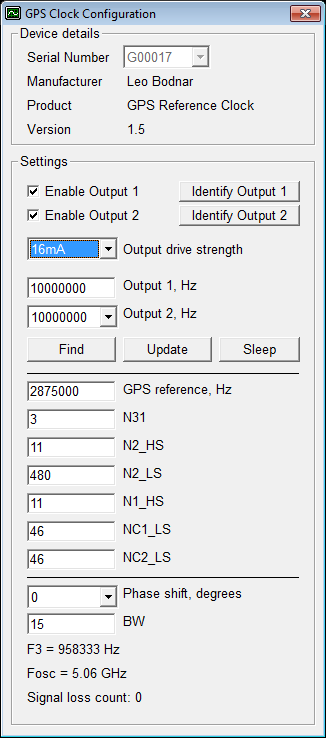 GPS Clock Configuration
Device details
Serial Number G00017
Manufacturer Leo Bodnar
Product GPS Reference Clock
Version 1.5
Settings
Enable Output 1 Identify Output 1
Enable Output 2 Identify Output 2
16mA Output drive strength
10000000 Output 1, Hz
10000000 Output 2, Hz
Find Update Sleep
2875000 GPS reference, Hz
3 N31
11 N2_HS
480 N2_LS
11 N1_HS
46 NC1_LS
46 NC2_LS
0 Phase shift, degrees
15 BW
F3 = 958333 Hz
Fosc = 5.06 GHz
Signal loss count: 0